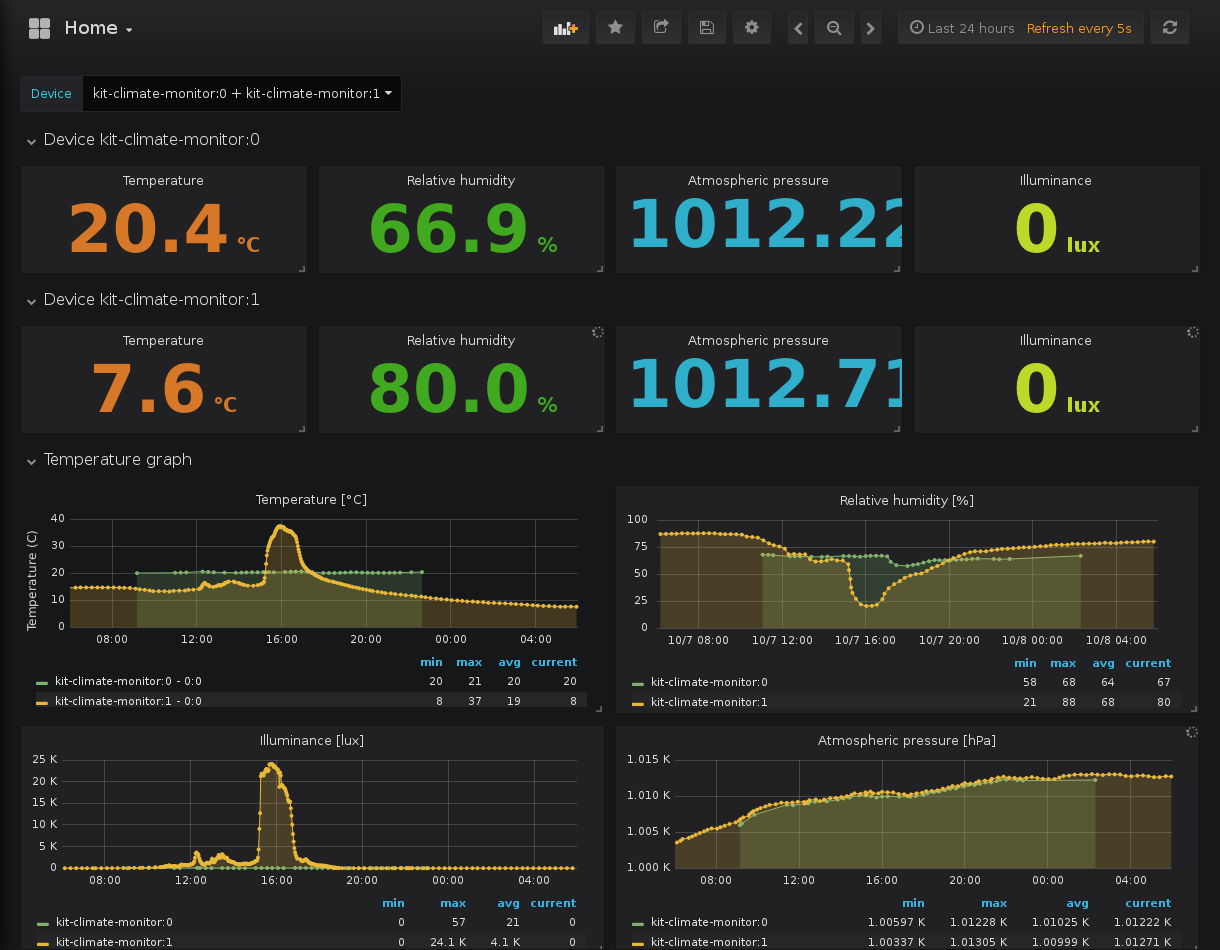 Home
Last 24 hours Refresh every 5s
Device kit-climate-monitor:0 + kit-climate-monitor:1
Device kit-climate-monitor:0
Temperature Relative humidity Atmospheric pressure Illuminance
20.4 °C 66.9 % 1012.22 0 lux
Device kit-climate-monitor:1
Temperature Relative humidity Atmospheric pressure Illuminance
7.6 °C 80.0 % 1012.71 0 lux
Temperature graph
Temperature [°C]
Temperature (C)
40
30
20
10
0
08:00 12:00 16:00 20:00 00:00 04:00
min max avg current
kit-climate-monitor:0 - 0:0 20 21 20 20
kit-climate-monitor:1 - 0:0 8 37 19 8
Relative humidity [%]
100
75
50
25
0
10/7 08:00 10/7 12:00 10/7 16:00 10/7 20:00 10/8 00:00 10/8 04:00
min max avg current
kit-climate-monitor:0 58 68 64 67
kit-climate-monitor:1 21 88 68 80
Illuminance [lux]
25 K
20 K
15 K
10 K
5 K
0
08:00 12:00 16:00 20:00 00:00 04:00
min max avg current
kit-climate-monitor:0 0 57 21 0
kit-climate-monitor:1 0 24.1 K 4.1 K 0
Atmospheric pressure [hPa]
1.015 K
1.010 K
1.005 K
1.000 K
08:00 12:00 16:00 20:00 00:00 04:00
min max avg current
kit-climate-monitor:0 1.00597 K 1.01228 K 1.01025 K 1.01222 K
kit-climate-monitor:1 1.00337 K 1.01305 K 1.00999 K 1.01271 K